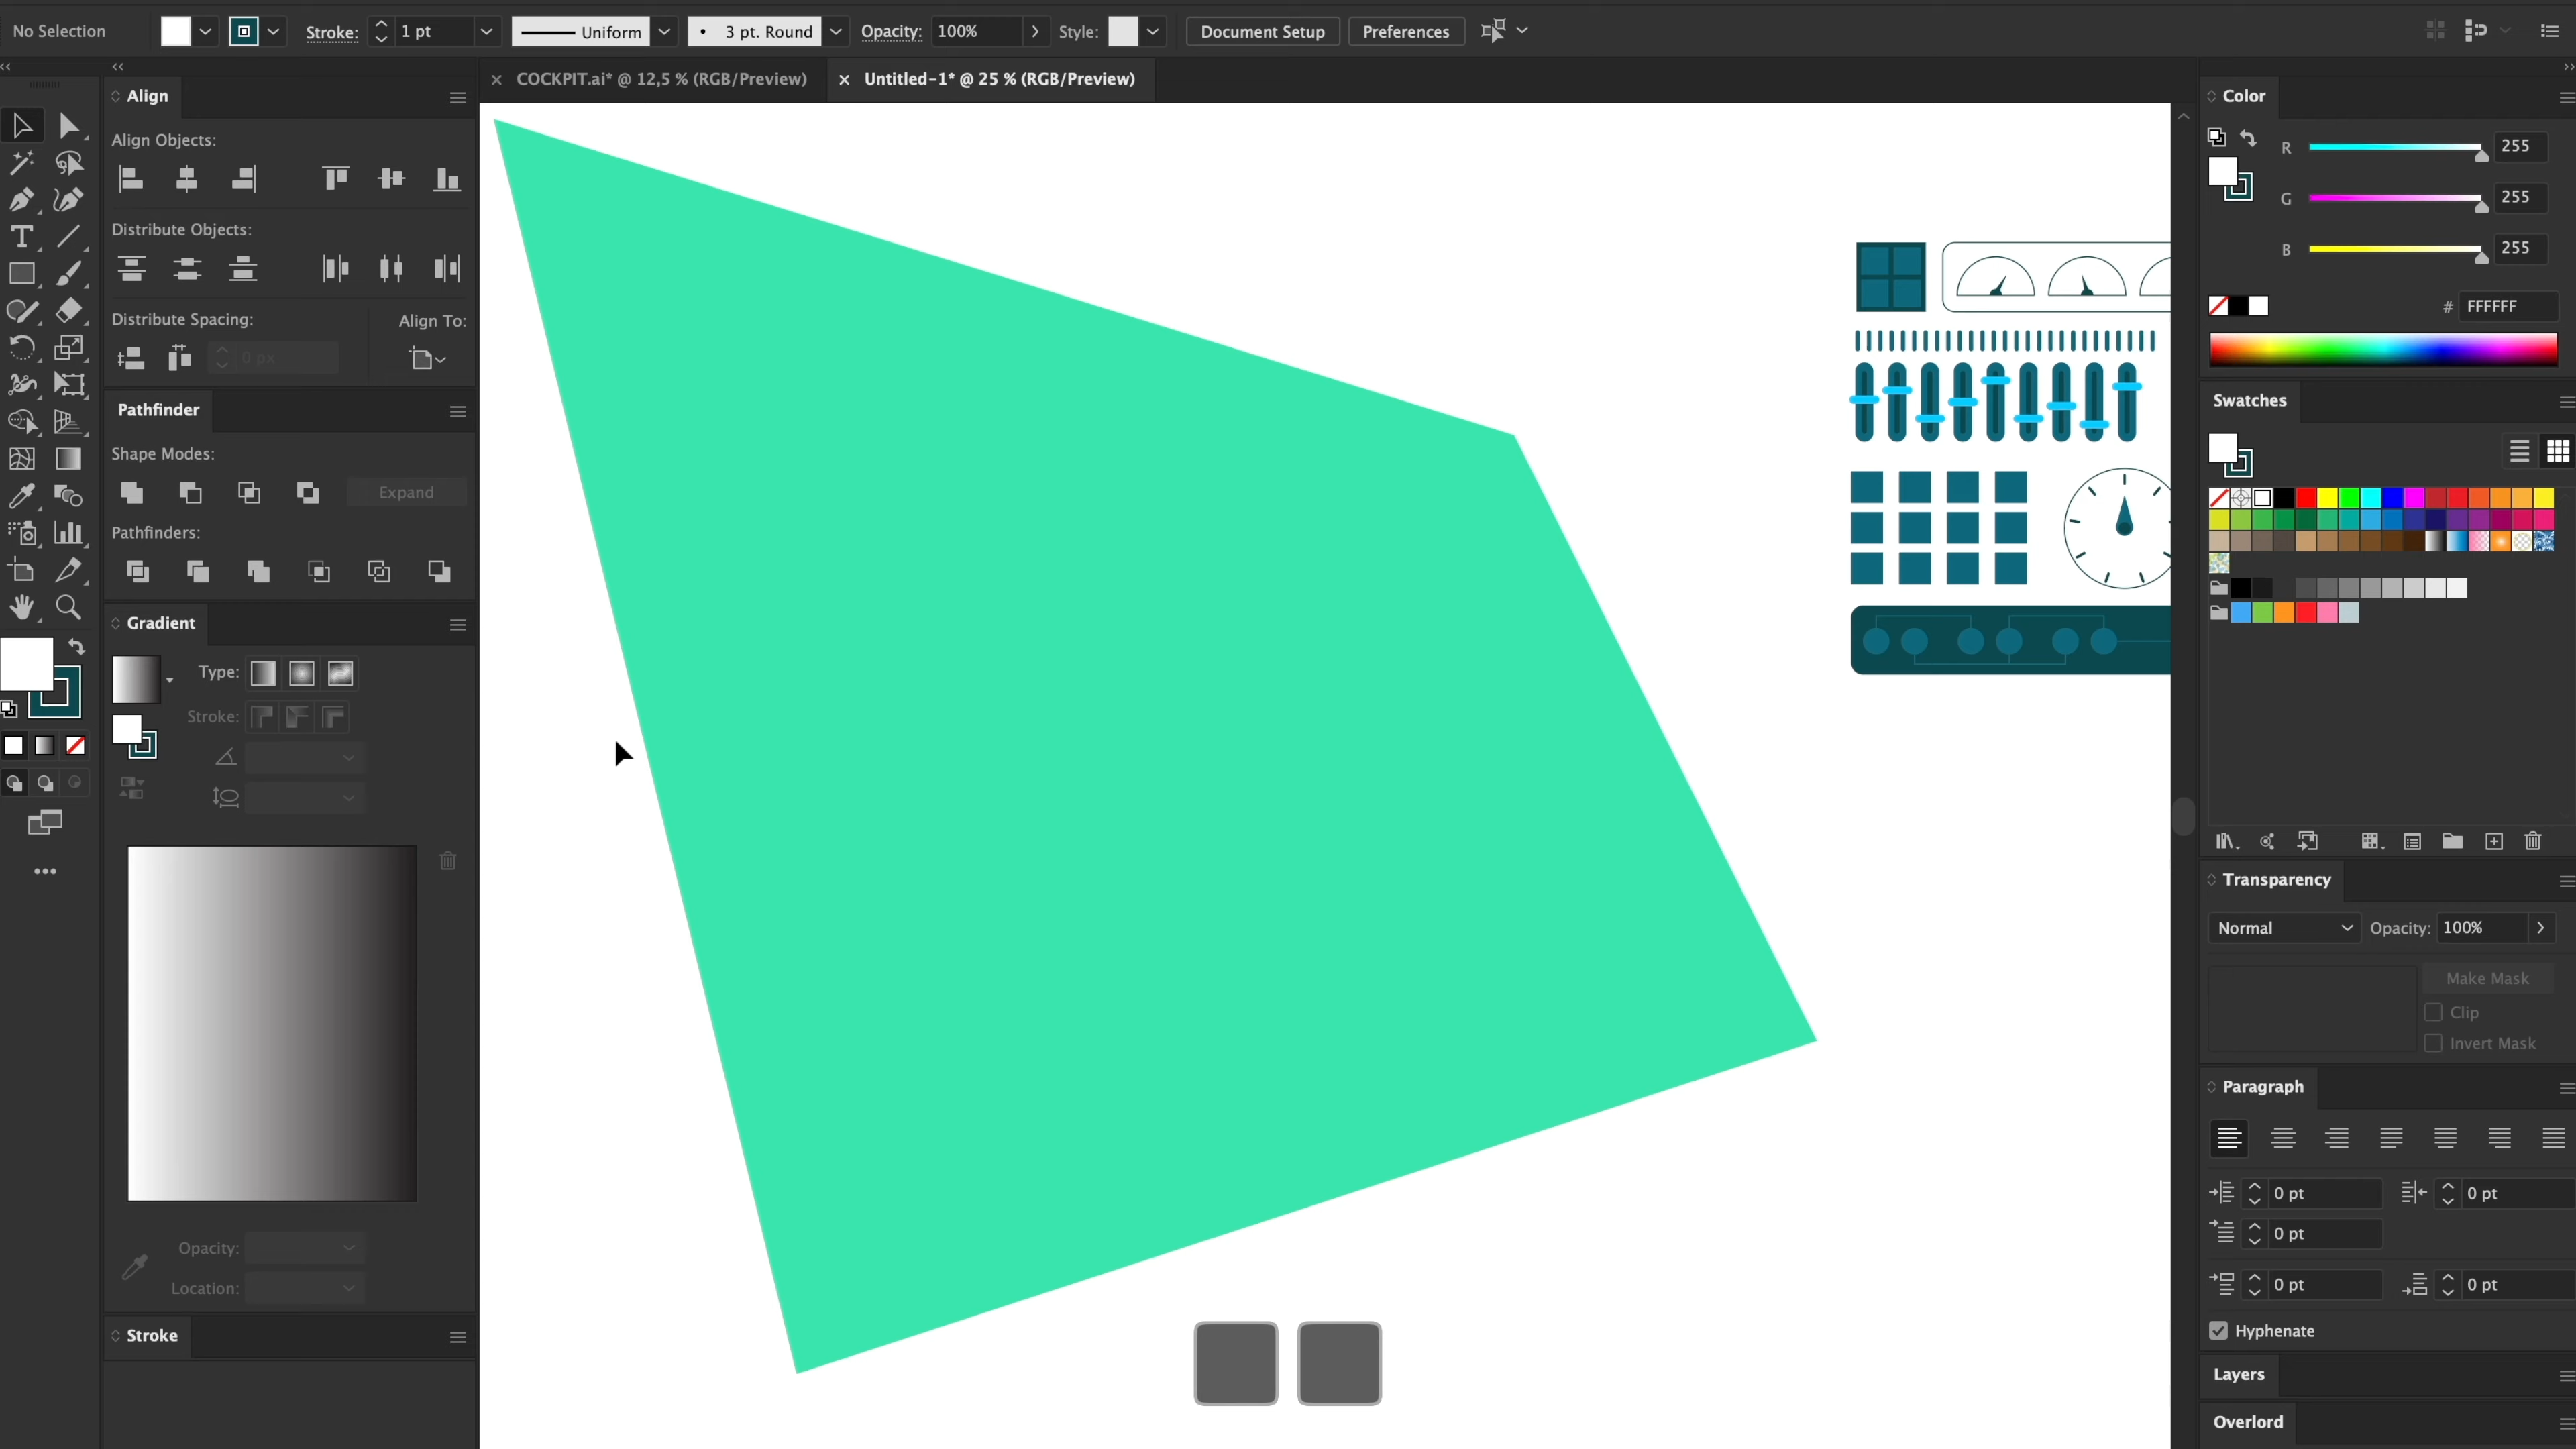 No Selection
Stroke: 1 pt Uniform 3 pt. Round Opacity: 100% Style: Document Setup Preferences
COCKPIT.ai* @ 12,5 % (RGB/Preview)
Untitled-1* @ 25 % (RGB/Preview)
Align
Align Objects:
Distribute Objects:
Distribute Spacing:
Align To:
0 px
Pathfinder
Shape Modes:
Expand
Pathfinders:
Gradient
Type:
Stroke:
Opacity:
Location:
Stroke
Color
R 255
G 255
B 255
# FFFFFF
Swatches
Transparency
Normal Opacity: 100%
Make Mask
Clip
Invert Mask
Paragraph
0 pt 0 pt
0 pt
0 pt 0 pt
Hyphenate
Layers
Overlord